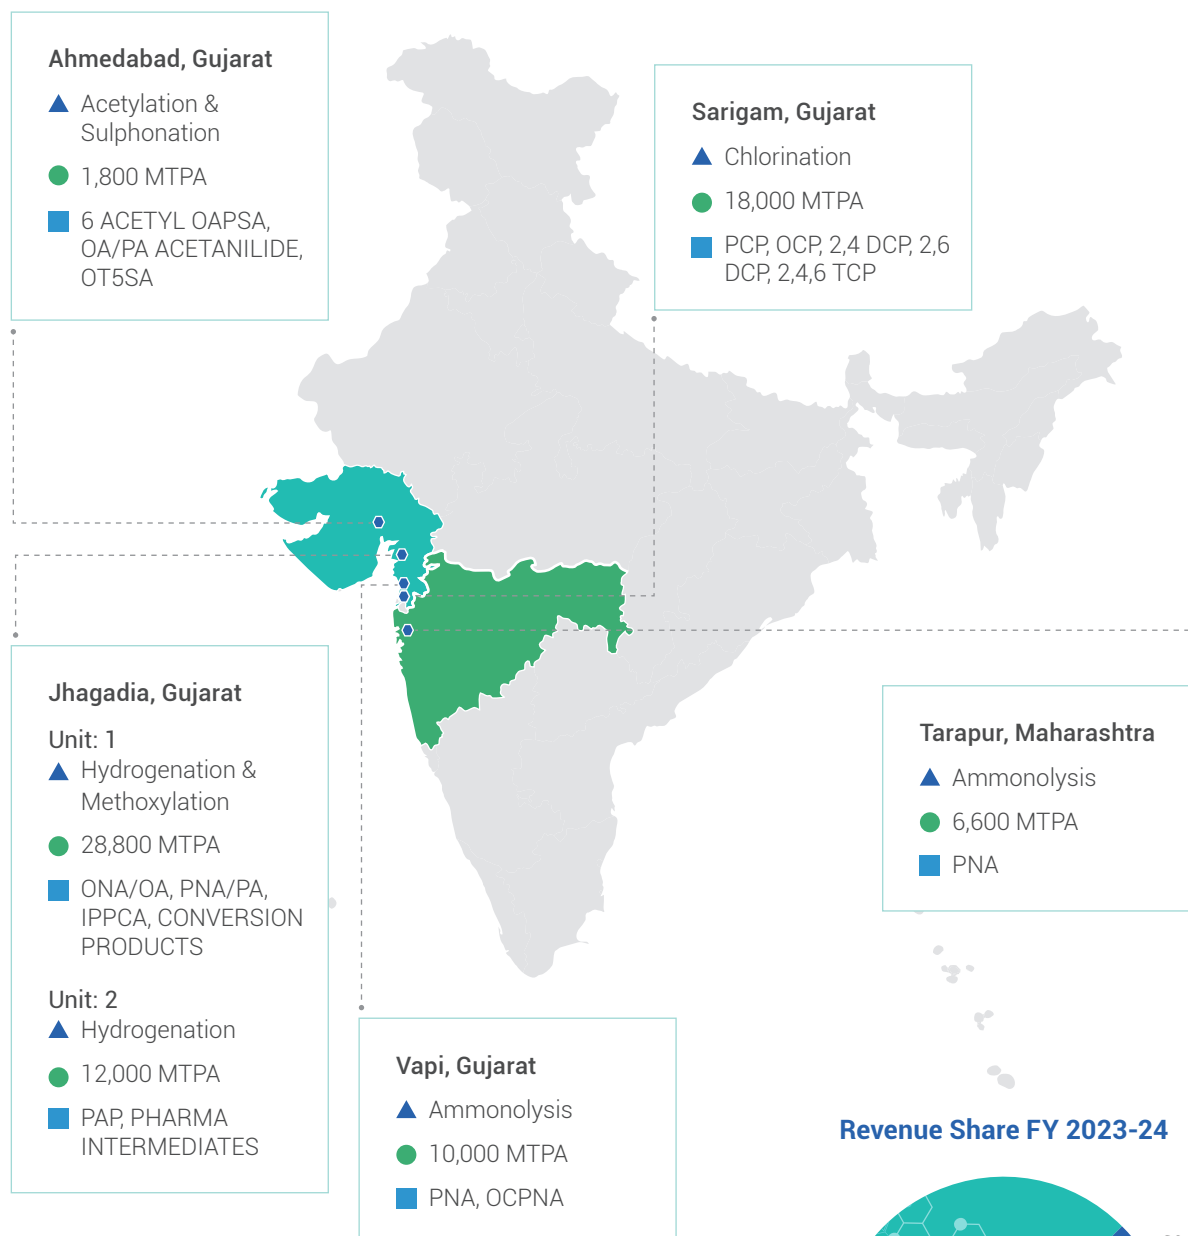 Ahmedabad, Gujarat
Acetylation &
Sulphonation
1,800 MTPA
6 ACETYL OAPSA,
OA/PA ACETANILIDE,
OT5SA
Sarigam, Gujarat
Chlorination
18,000 MTPA
PCP, OCP, 2,4 DCP, 2,6
DCP, 2,4,6 TCP
Jhagadia, Gujarat
Unit: 1
Hydrogenation &
Methoxylation
28,800 MTPA
ONA/OA, PNA/PA,
IPPCA, CONVERSION
PRODUCTS
Unit: 2
Hydrogenation
12,000 MTPA
PAP, PHARMA
INTERMEDIATES
Tarapur, Maharashtra
Ammonolysis
6,600 MTPA
PNA
Vapi, Gujarat
Ammonolysis
10,000 MTPA
PNA, OCPNA
Revenue Share FY 2023-24